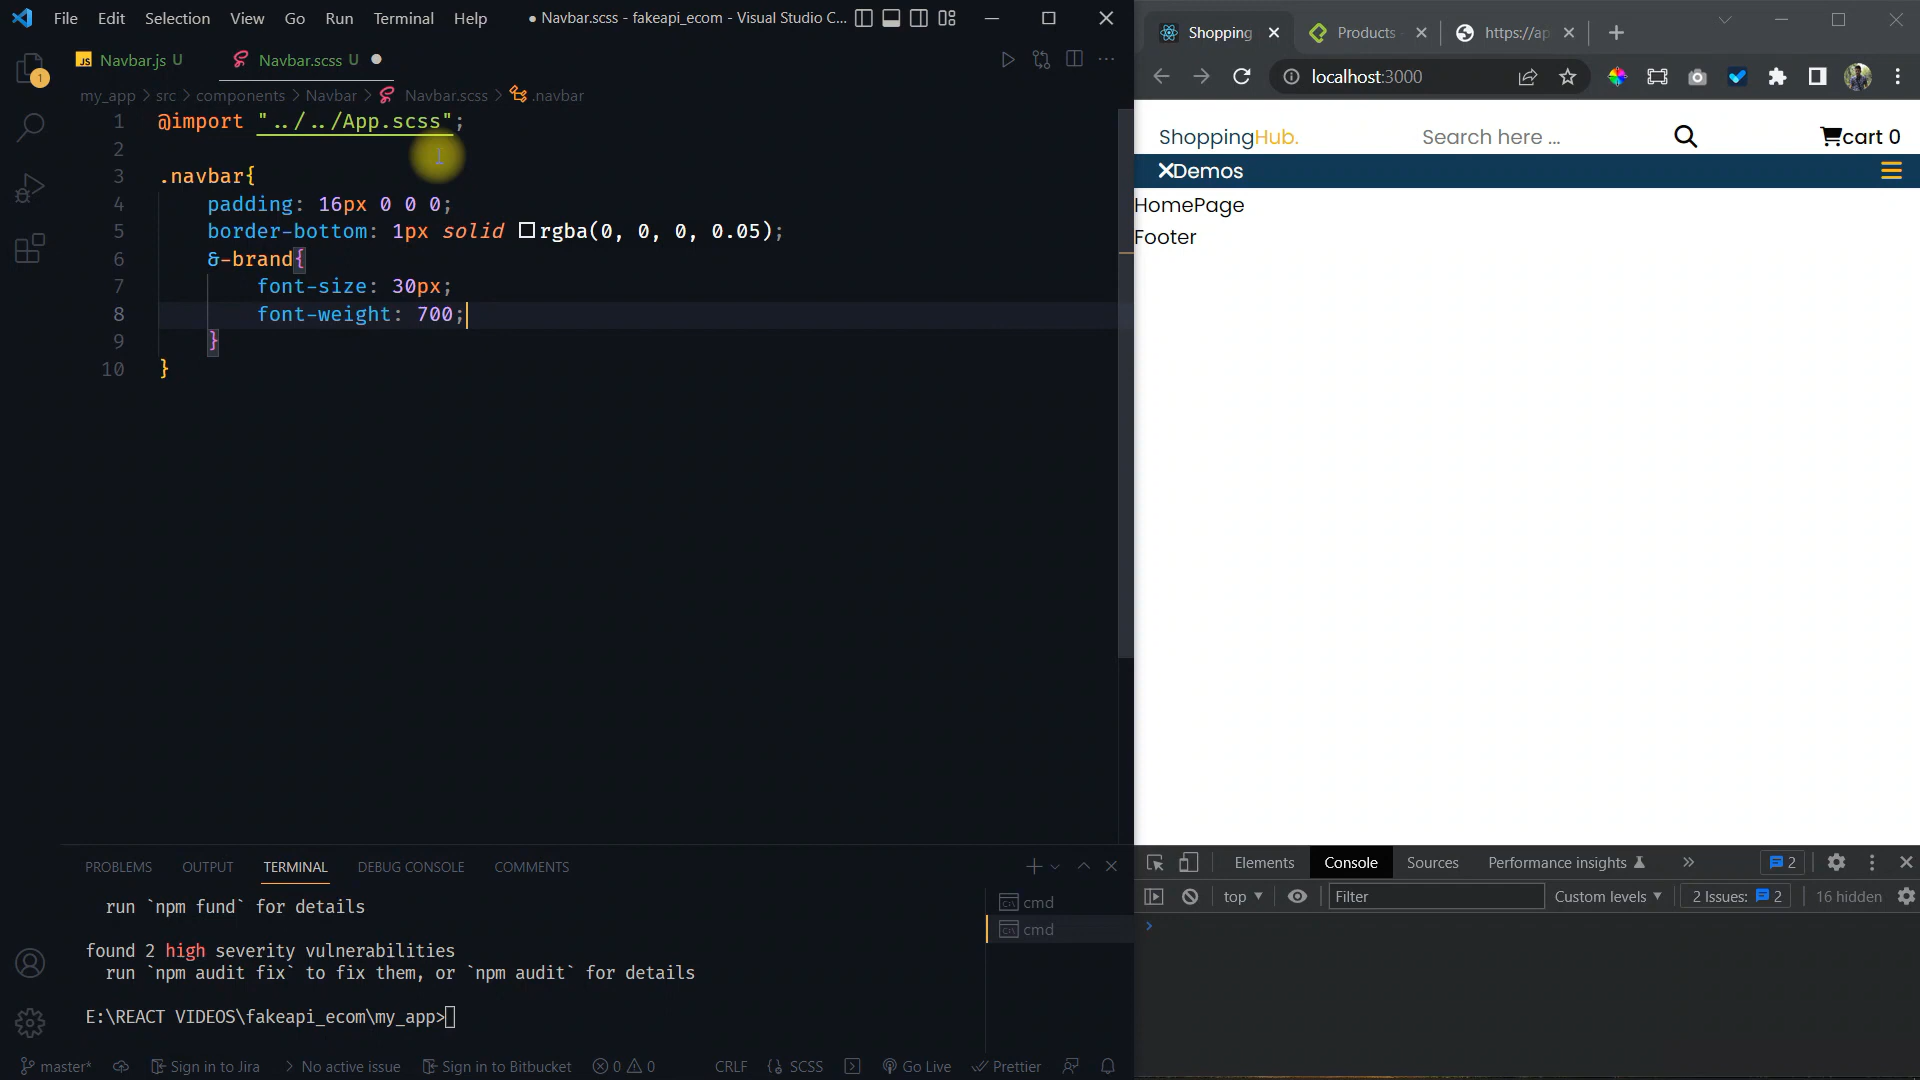 File Edit Selection View Go Run Terminal Help
● Navbar.scss - fakeapi_ecom - Visual Studio C...
Navbar.js U
Navbar.scss U
my_app > src > components > Navbar > Navbar.scss > .navbar
1 @import "../../App.scss";
2
3 .navbar{
4 padding: 16px 0 0 0;
5 border-bottom: 1px solid rgba(0, 0, 0, 0.05);
6 &-brand{
7 font-size: 30px;
8 font-weight: 700;
9 }
10 }
1
PROBLEMS OUTPUT TERMINAL DEBUG CONSOLE COMMENTS
run `npm fund` for details
found 2 high severity vulnerabilities
run `npm audit fix` to fix them, or `npm audit` for details
E:\REACT VIDEOS\fakeapi_ecom\my_app>
cmd
cmd
master* Sign in to Jira No active issue Sign in to Bitbucket 0 0 CRLF SCSS Go Live Prettier
Shopping
Products
https://ap
localhost:3000
ShoppingHub. Search here ... cart 0
Demos
HomePage
Footer
Elements Console Sources Performance insights 2
top Filter Custom levels 2 Issues: 2 16 hidden